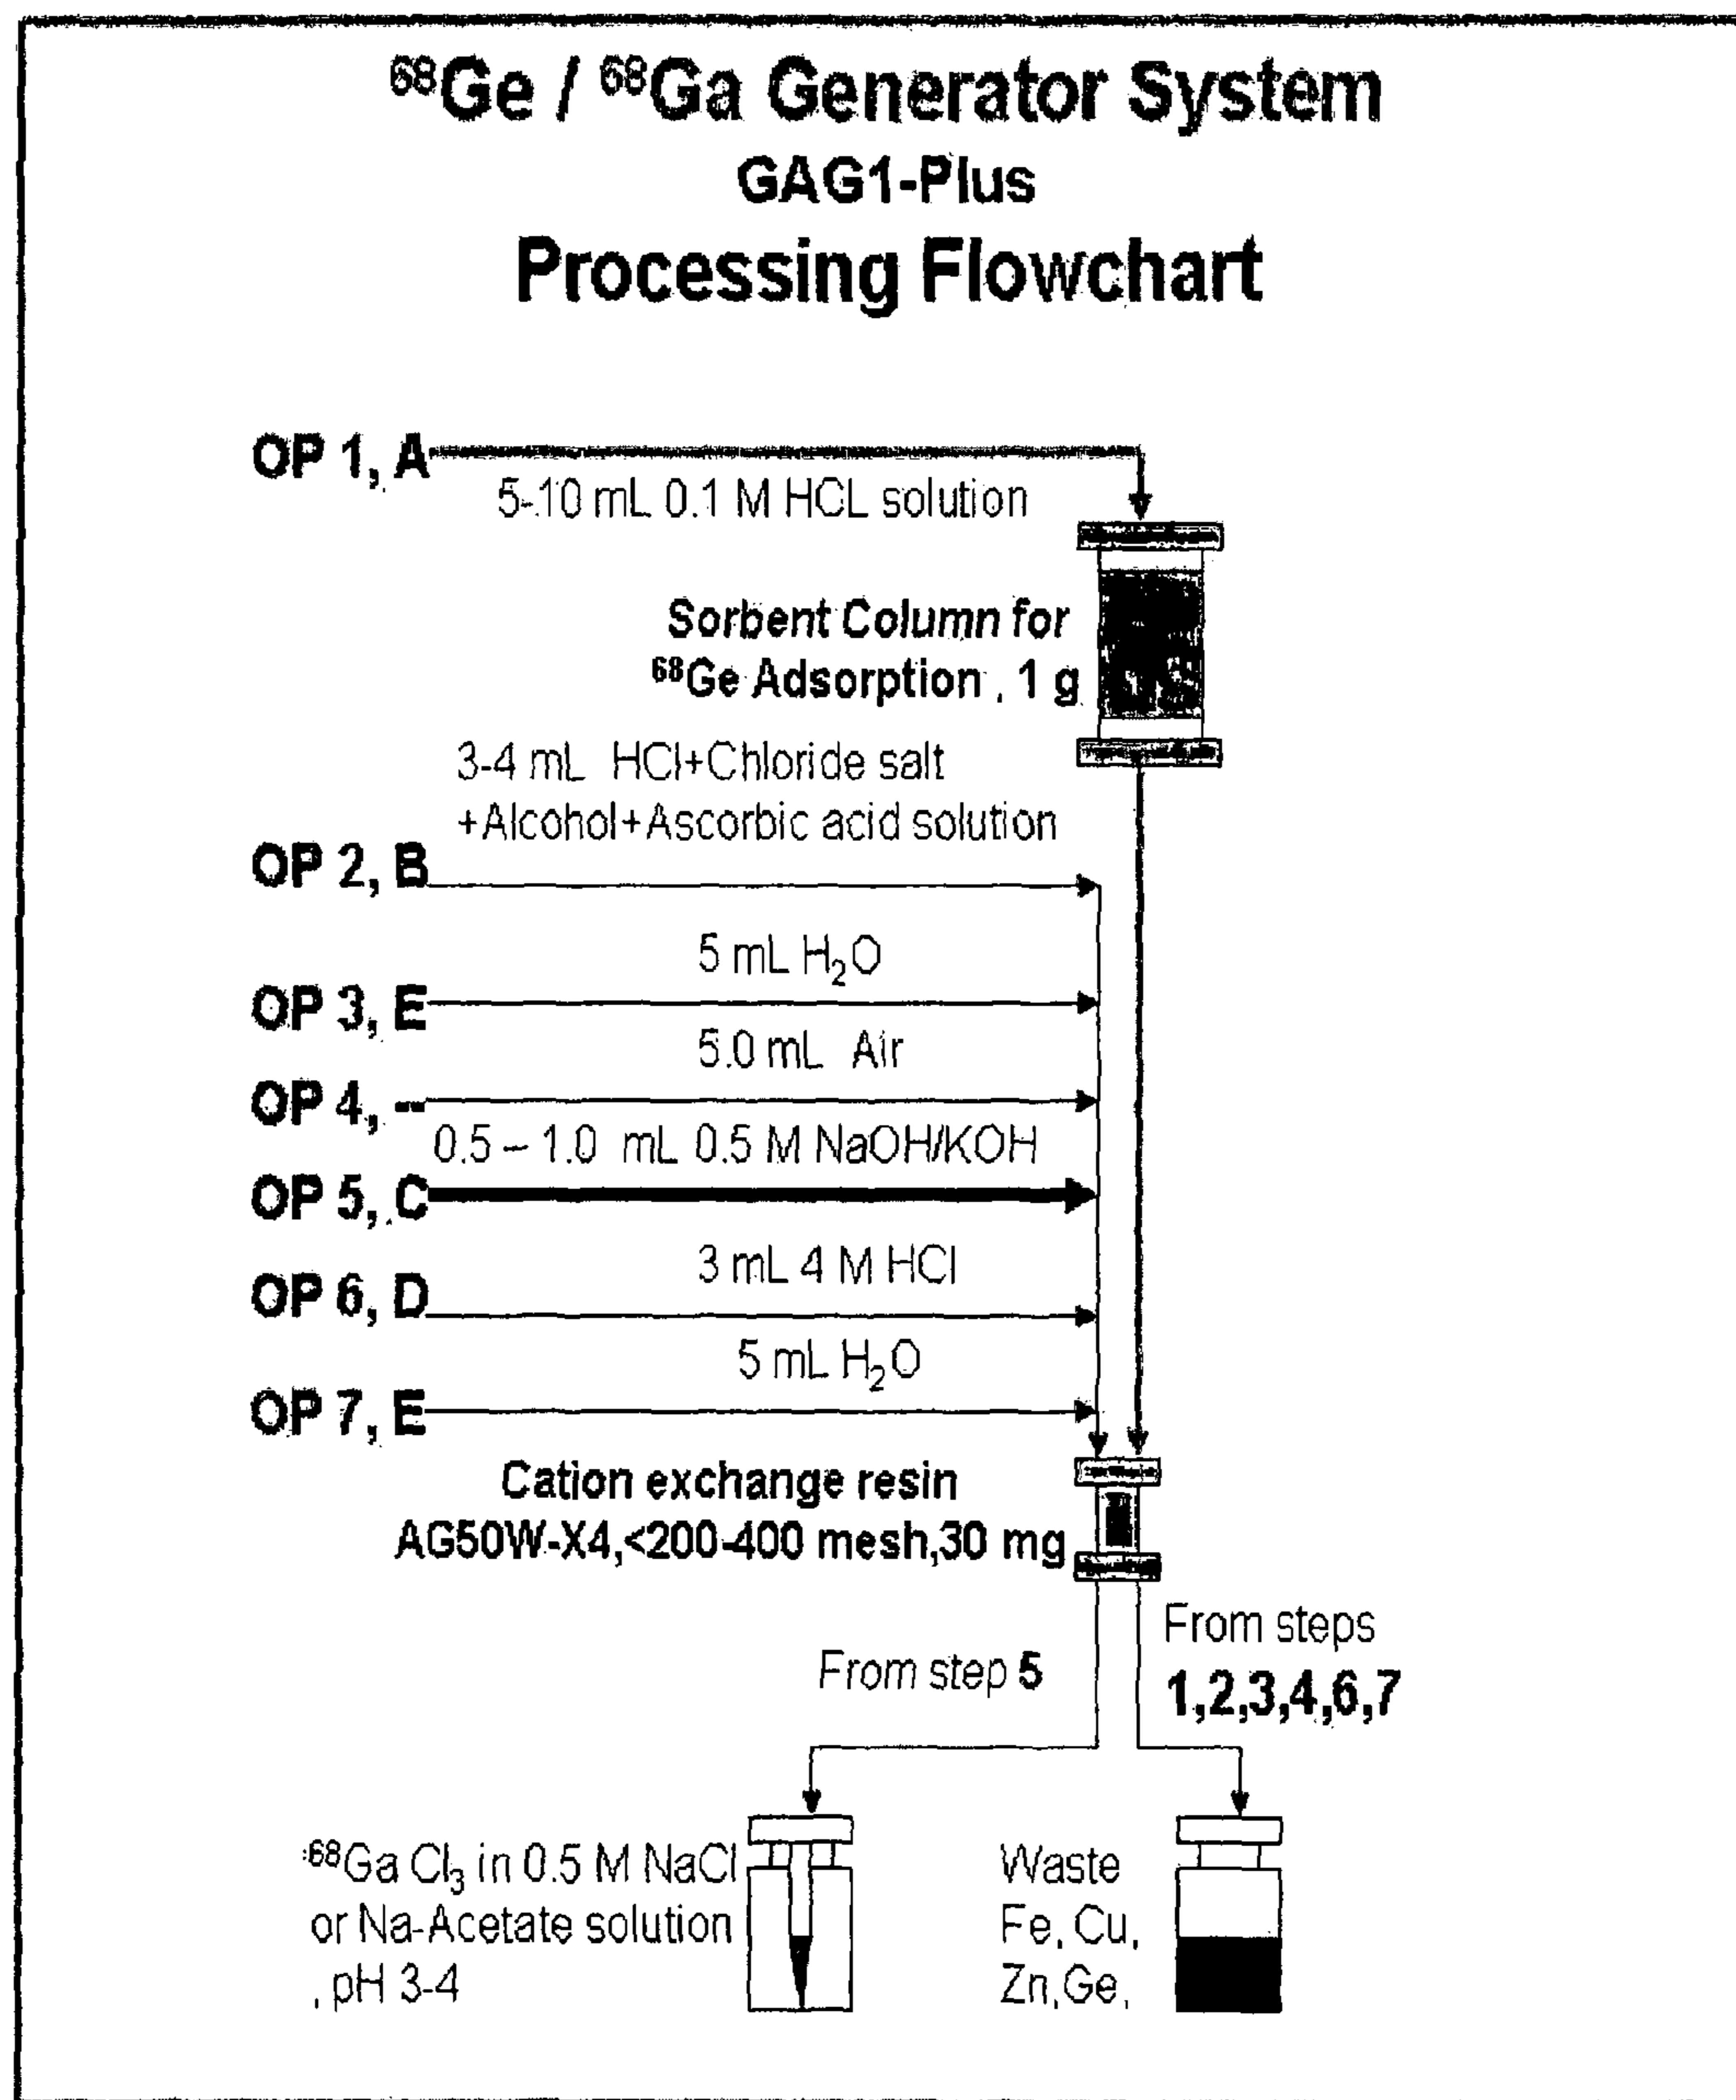 ⁶⁸Ge / ⁶⁸Ga Generator System
GAG1-Plus
Processing Flowchart
OP 1, A
5-10 mL 0.1 M HCL solution
Sorbent Column for
⁶⁸Ge Adsorption , 1 g
3-4 mL HCl+Chloride salt
+Alcohol+Ascorbic acid solution
OP 2, B
5 mL H₂O
OP 3, E
5.0 mL Air
OP 4, --
0.5 – 1.0 mL 0.5 M NaOH/KOH
OP 5, C
3 mL 4 M HCl
OP 6, D
5 mL H₂O
OP 7, E
Cation exchange resin
AG50W-X4,<200-400 mesh,30 mg
From step 5
From steps
1,2,3,4,6,7
⁶⁸Ga Cl₃ in 0.5 M NaCl
or Na-Acetate solution
, pH 3-4
Waste
Fe, Cu,
Zn,Ge,